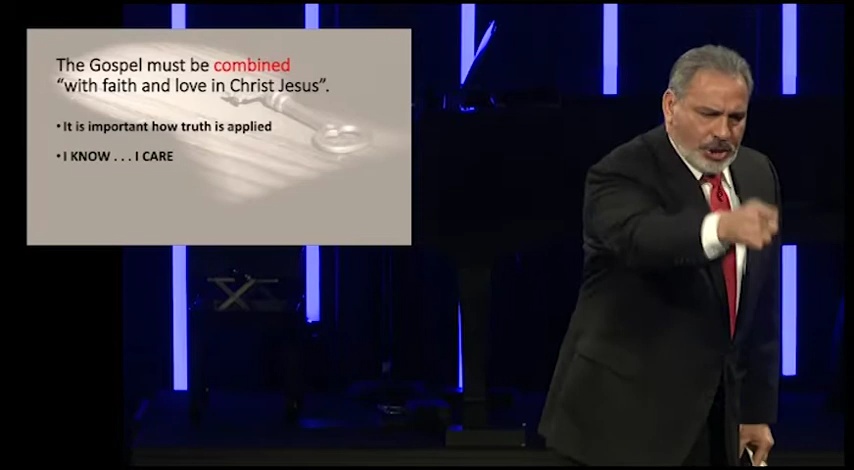 The Gospel must be combined
“with faith and love in Christ Jesus”.
•It is important how truth is applied
•I KNOW . . . I CARE